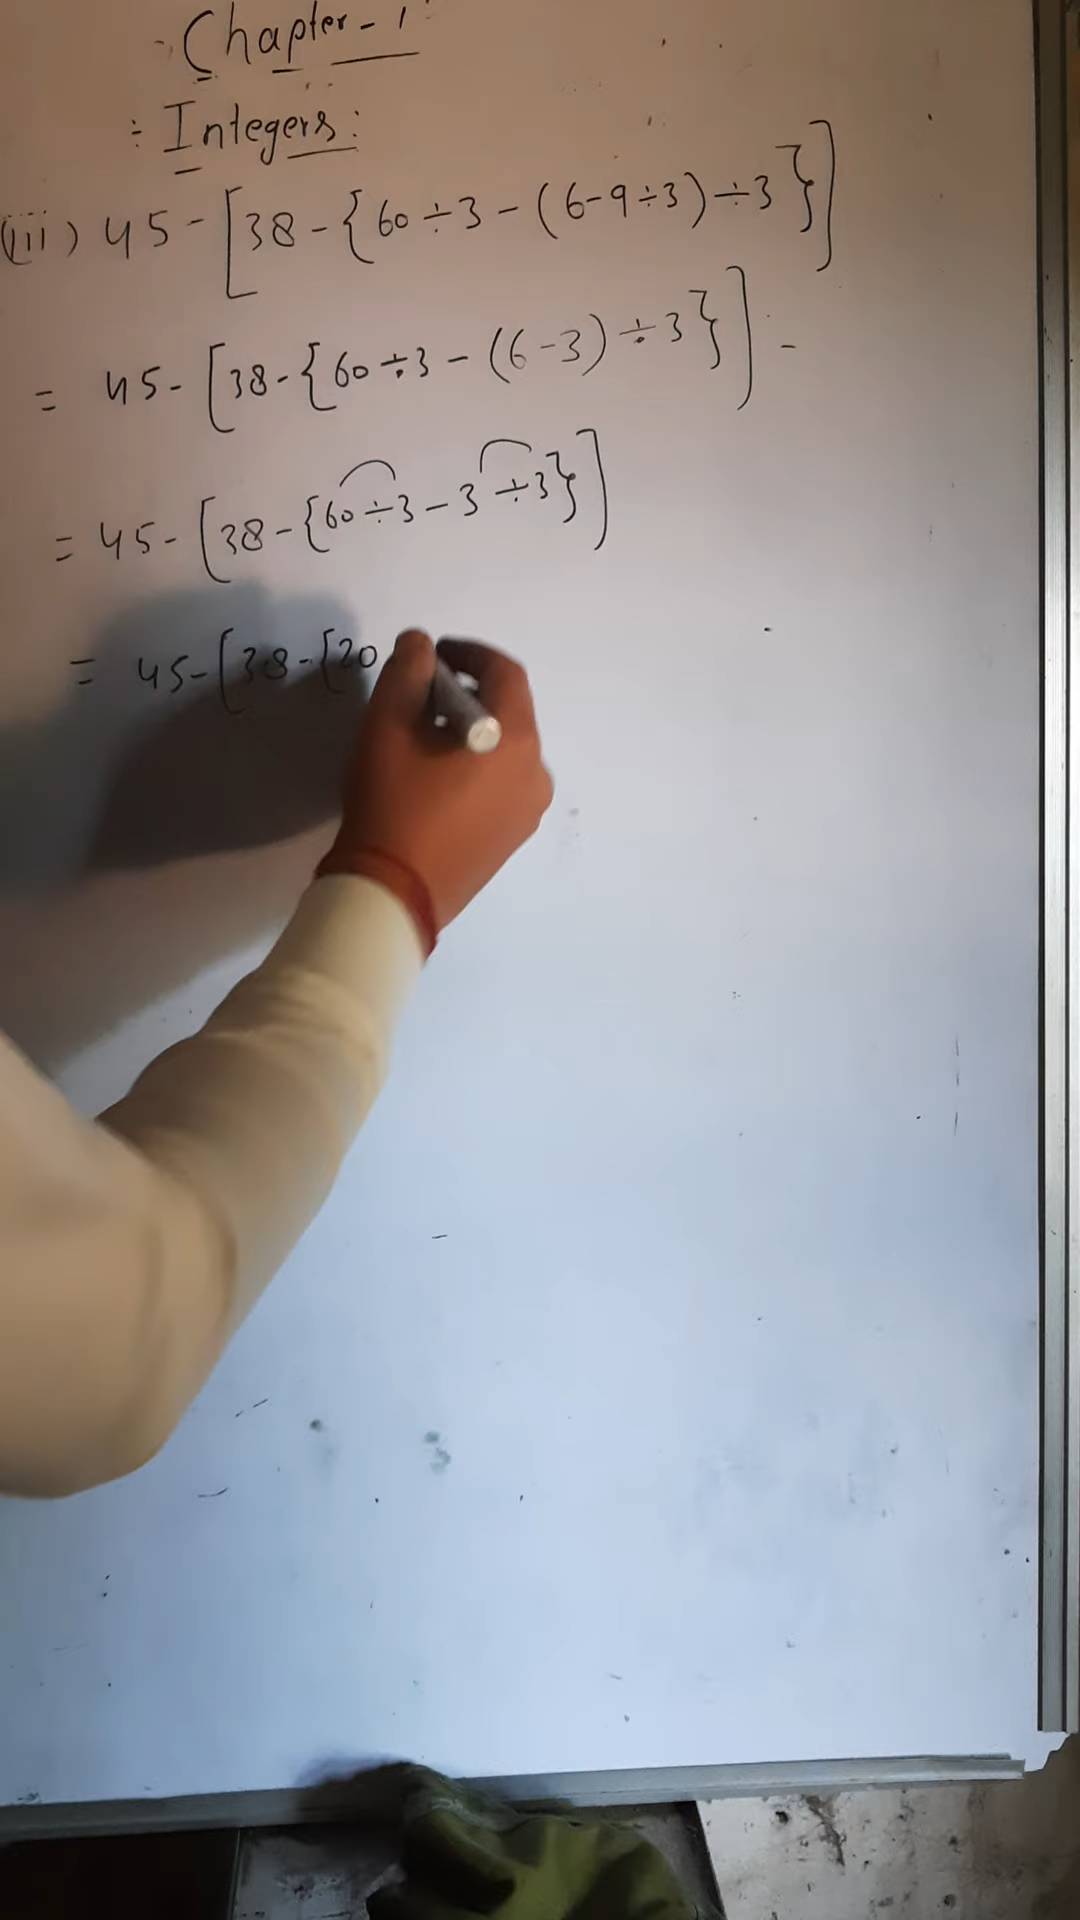 Chapter - 1
: Integers :
(iii) 45 - [38 - {60 ÷ 3 - (6 - 9 ÷ 3) ÷ 3}]
= 45 - [38 - {60 ÷ 3 - (6 - 3) ÷ 3}] -
= 45 - [38 - {60 ÷ 3 - 3 ÷ 3}]
= 45 - [38 - {20